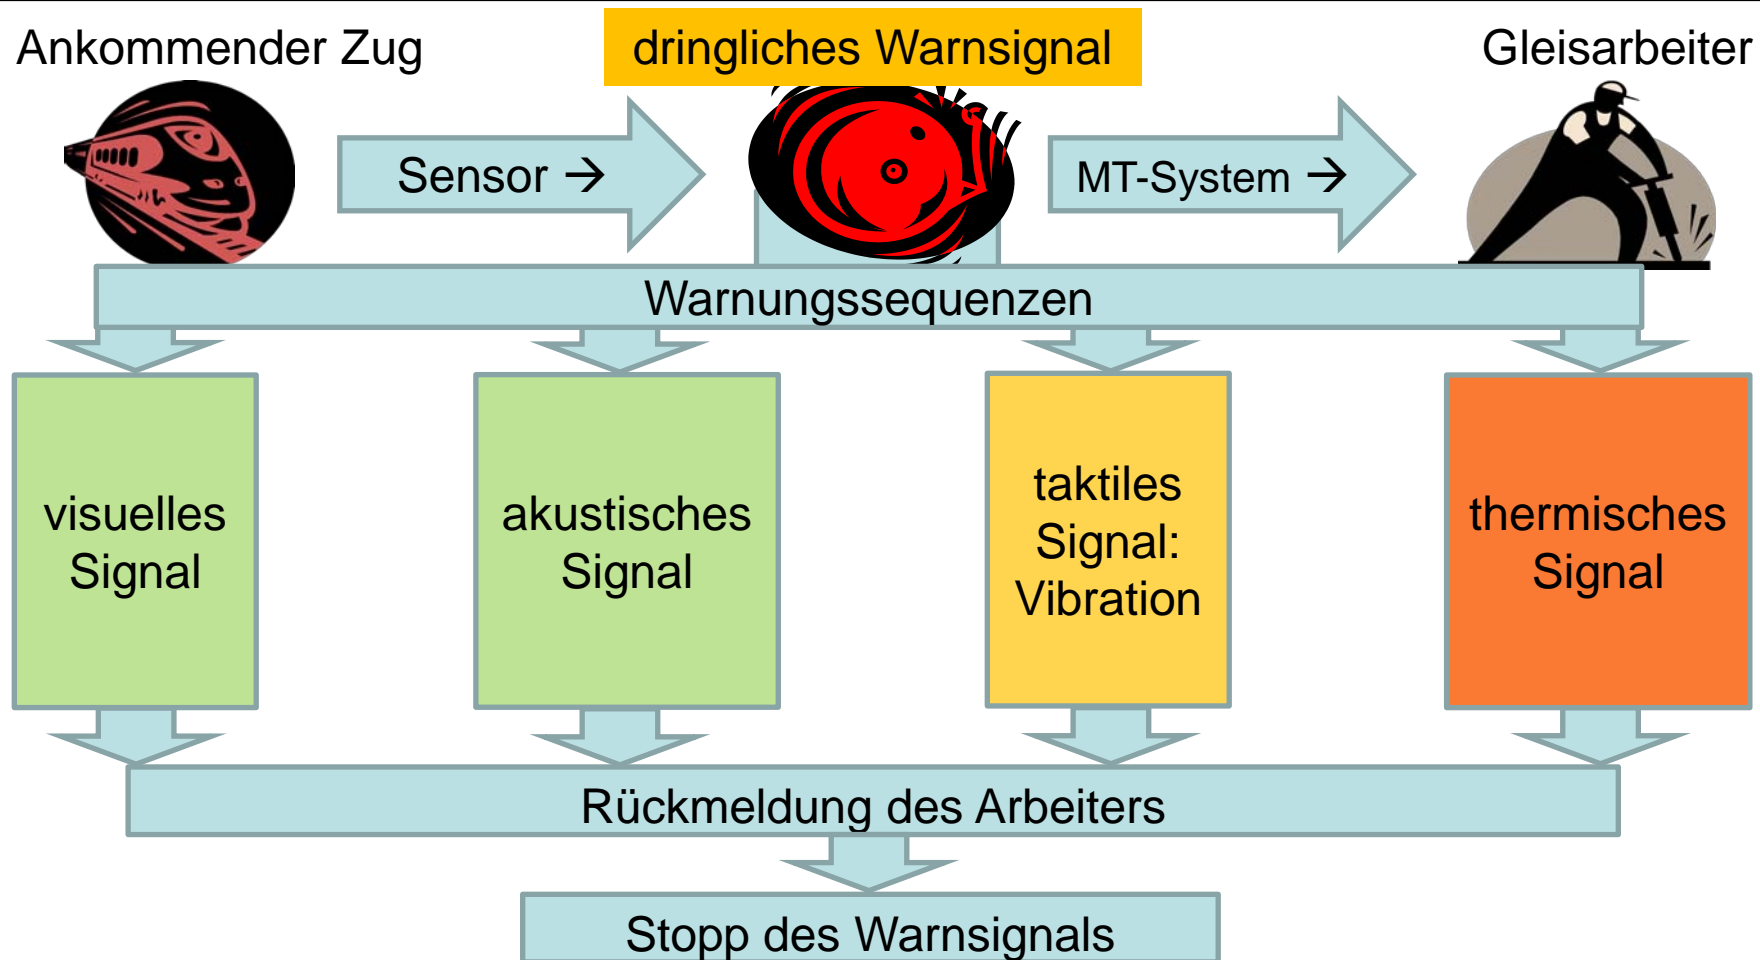 Ankommender Zug
dringliches Warnsignal
Gleisarbeiter
Sensor →
MT-System →
Warnungssequenzen
visuelles
Signal
akustisches
Signal
taktiles
Signal:
Vibration
thermisches
Signal
Rückmeldung des Arbeiters
Stopp des Warnsignals